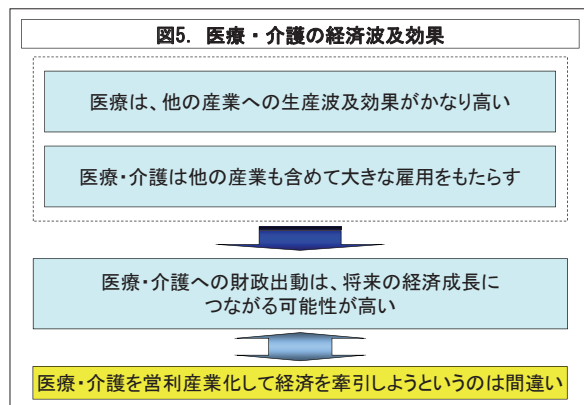 図5. 医療・介護の経済波及効果
医療は、他の産業への生産波及効果がかなり高い
医療・介護は他の産業も含めて大きな雇用をもたらす
医療・介護への財政出動は、将来の経済成長に
つながる可能性が高い
医療・介護を営利産業化して経済を牽引しようというのは間違い